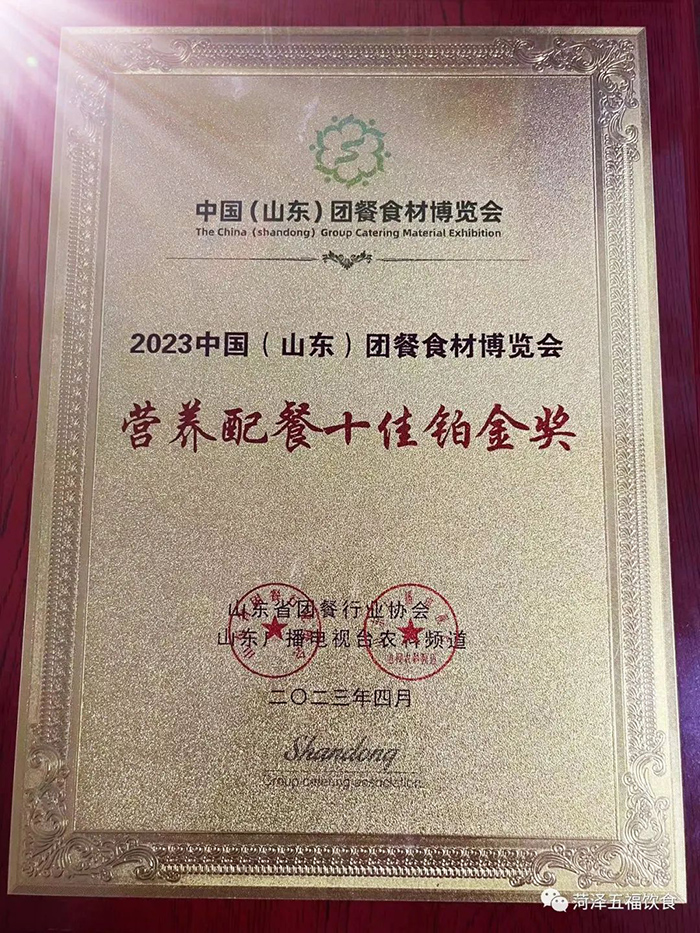 中国（山东）团餐食材博览会
The China (shandong) Group Catering Material Exhibition
2023中国（山东）团餐食材博览会
营养配餐十佳铂金奖
山东省团餐行业协会
山东广播电视台农科频道
二〇二三年四月
Shandong
Group catering association
菏泽五福饮食